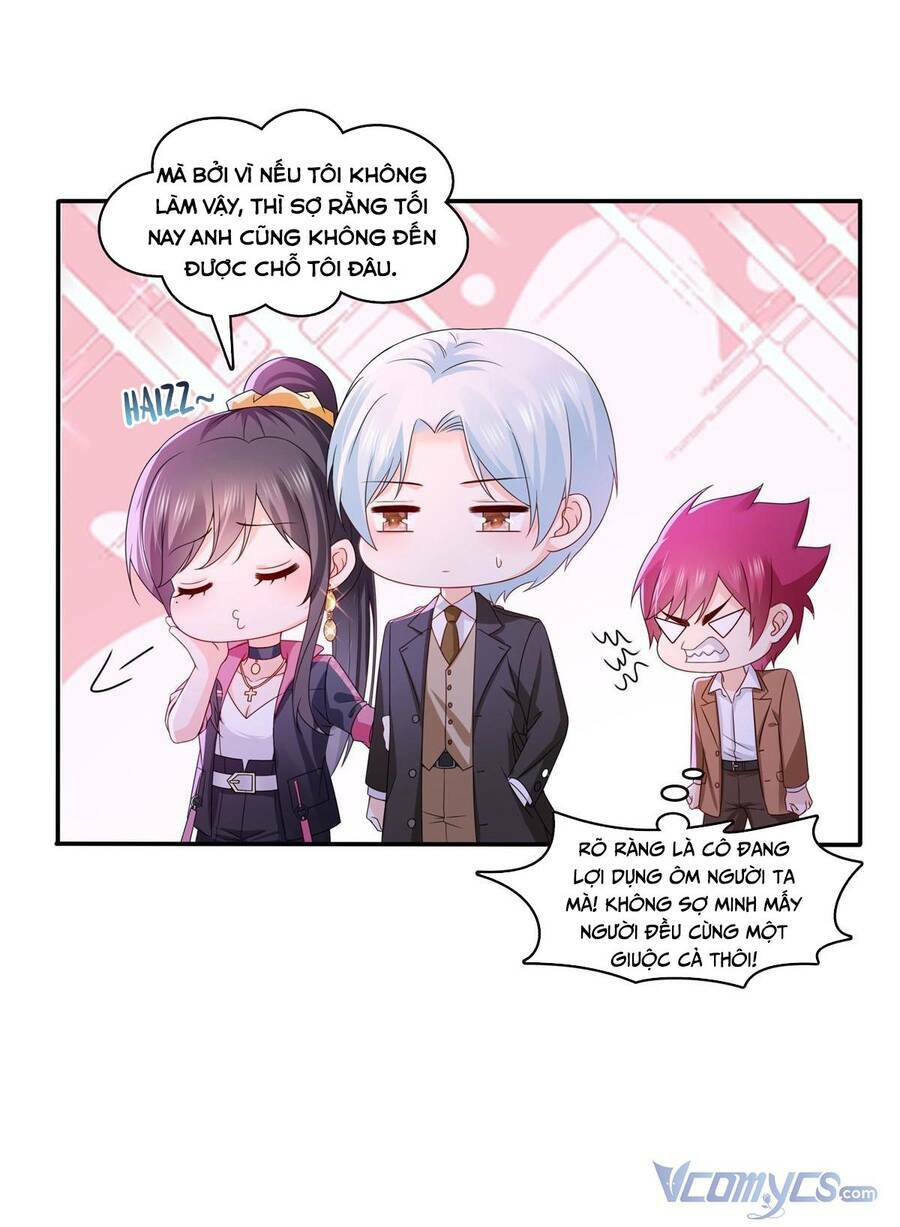 MÀ BỞI VÌ NẾU TÔI KHÔNG
LÀM VẬY, THÌ SỢ RẰNG TỐI
NAY ANH CŨNG KHÔNG ĐẾN
ĐƯỢC CHỖ TÔI ĐÂU.
HAIZZ~
RÕ RÀNG LÀ CÔ ĐANG
LỢI DỤNG ÔM NGƯỜI TA
MÀ! KHÔNG SỢ MINH MẤY
NGƯỜI ĐỀU CÙNG MỘT
GIUỘC CẢ THÔI!
VCOMYCS.com